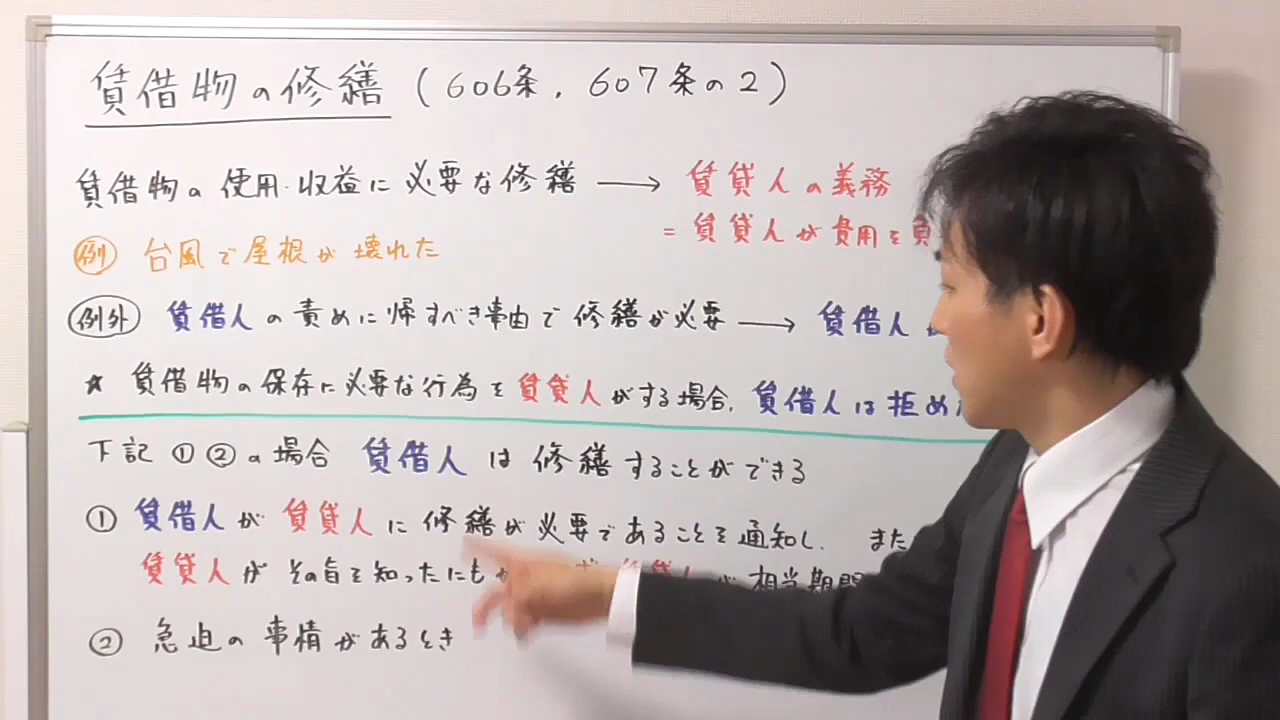 賃借物の修繕（606条，607条の2）
賃借物の使用・収益に必要な修繕 → 賃貸人の義務
＝賃貸人が費用を負
例 台風で屋根が壊れた
例外 賃借人の責めに帰すべき事由で修繕が必要 → 賃借人
★ 賃借物の保存に必要な行為を賃貸人がする場合，賃借人は拒め
下記①②の場合 賃借人は修繕することができる
① 賃借人が賃貸人に修繕が必要であることを通知し， また
賃貸人がその旨を知ったにも 相当期間
② 急迫の事情があるとき